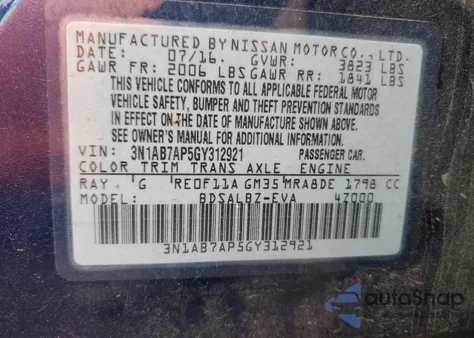 MANUFACTURED BY NISSAN MOTOR CO., LTD.
DATE: 07/16. GVWR: 3823 LBS
GAWR FR: 2006 LBS GAWR RR: 1841 LBS
THIS VEHICLE CONFORMS TO ALL APPLICABLE FEDERAL MOTOR
VEHICLE SAFETY, BUMPER AND THEFT PREVENTION STANDARDS
IN EFFECT ON THE DATE OF MANUFACTURE SHOWN ABOVE.
SEE OWNER'S MANUAL FOR ADDITIONAL INFORMATION.
VIN: 3N1AB7AP5GY312921 PASSENGER CAR.
COLOR TRIM TRANS AXLE ENGINE
RAY G RE0F11A GM35 MRA8DE 1798 CC
MODEL: BDSALBZ-EVA 4Z000
3N1AB7AP5GY312921
autoSnap